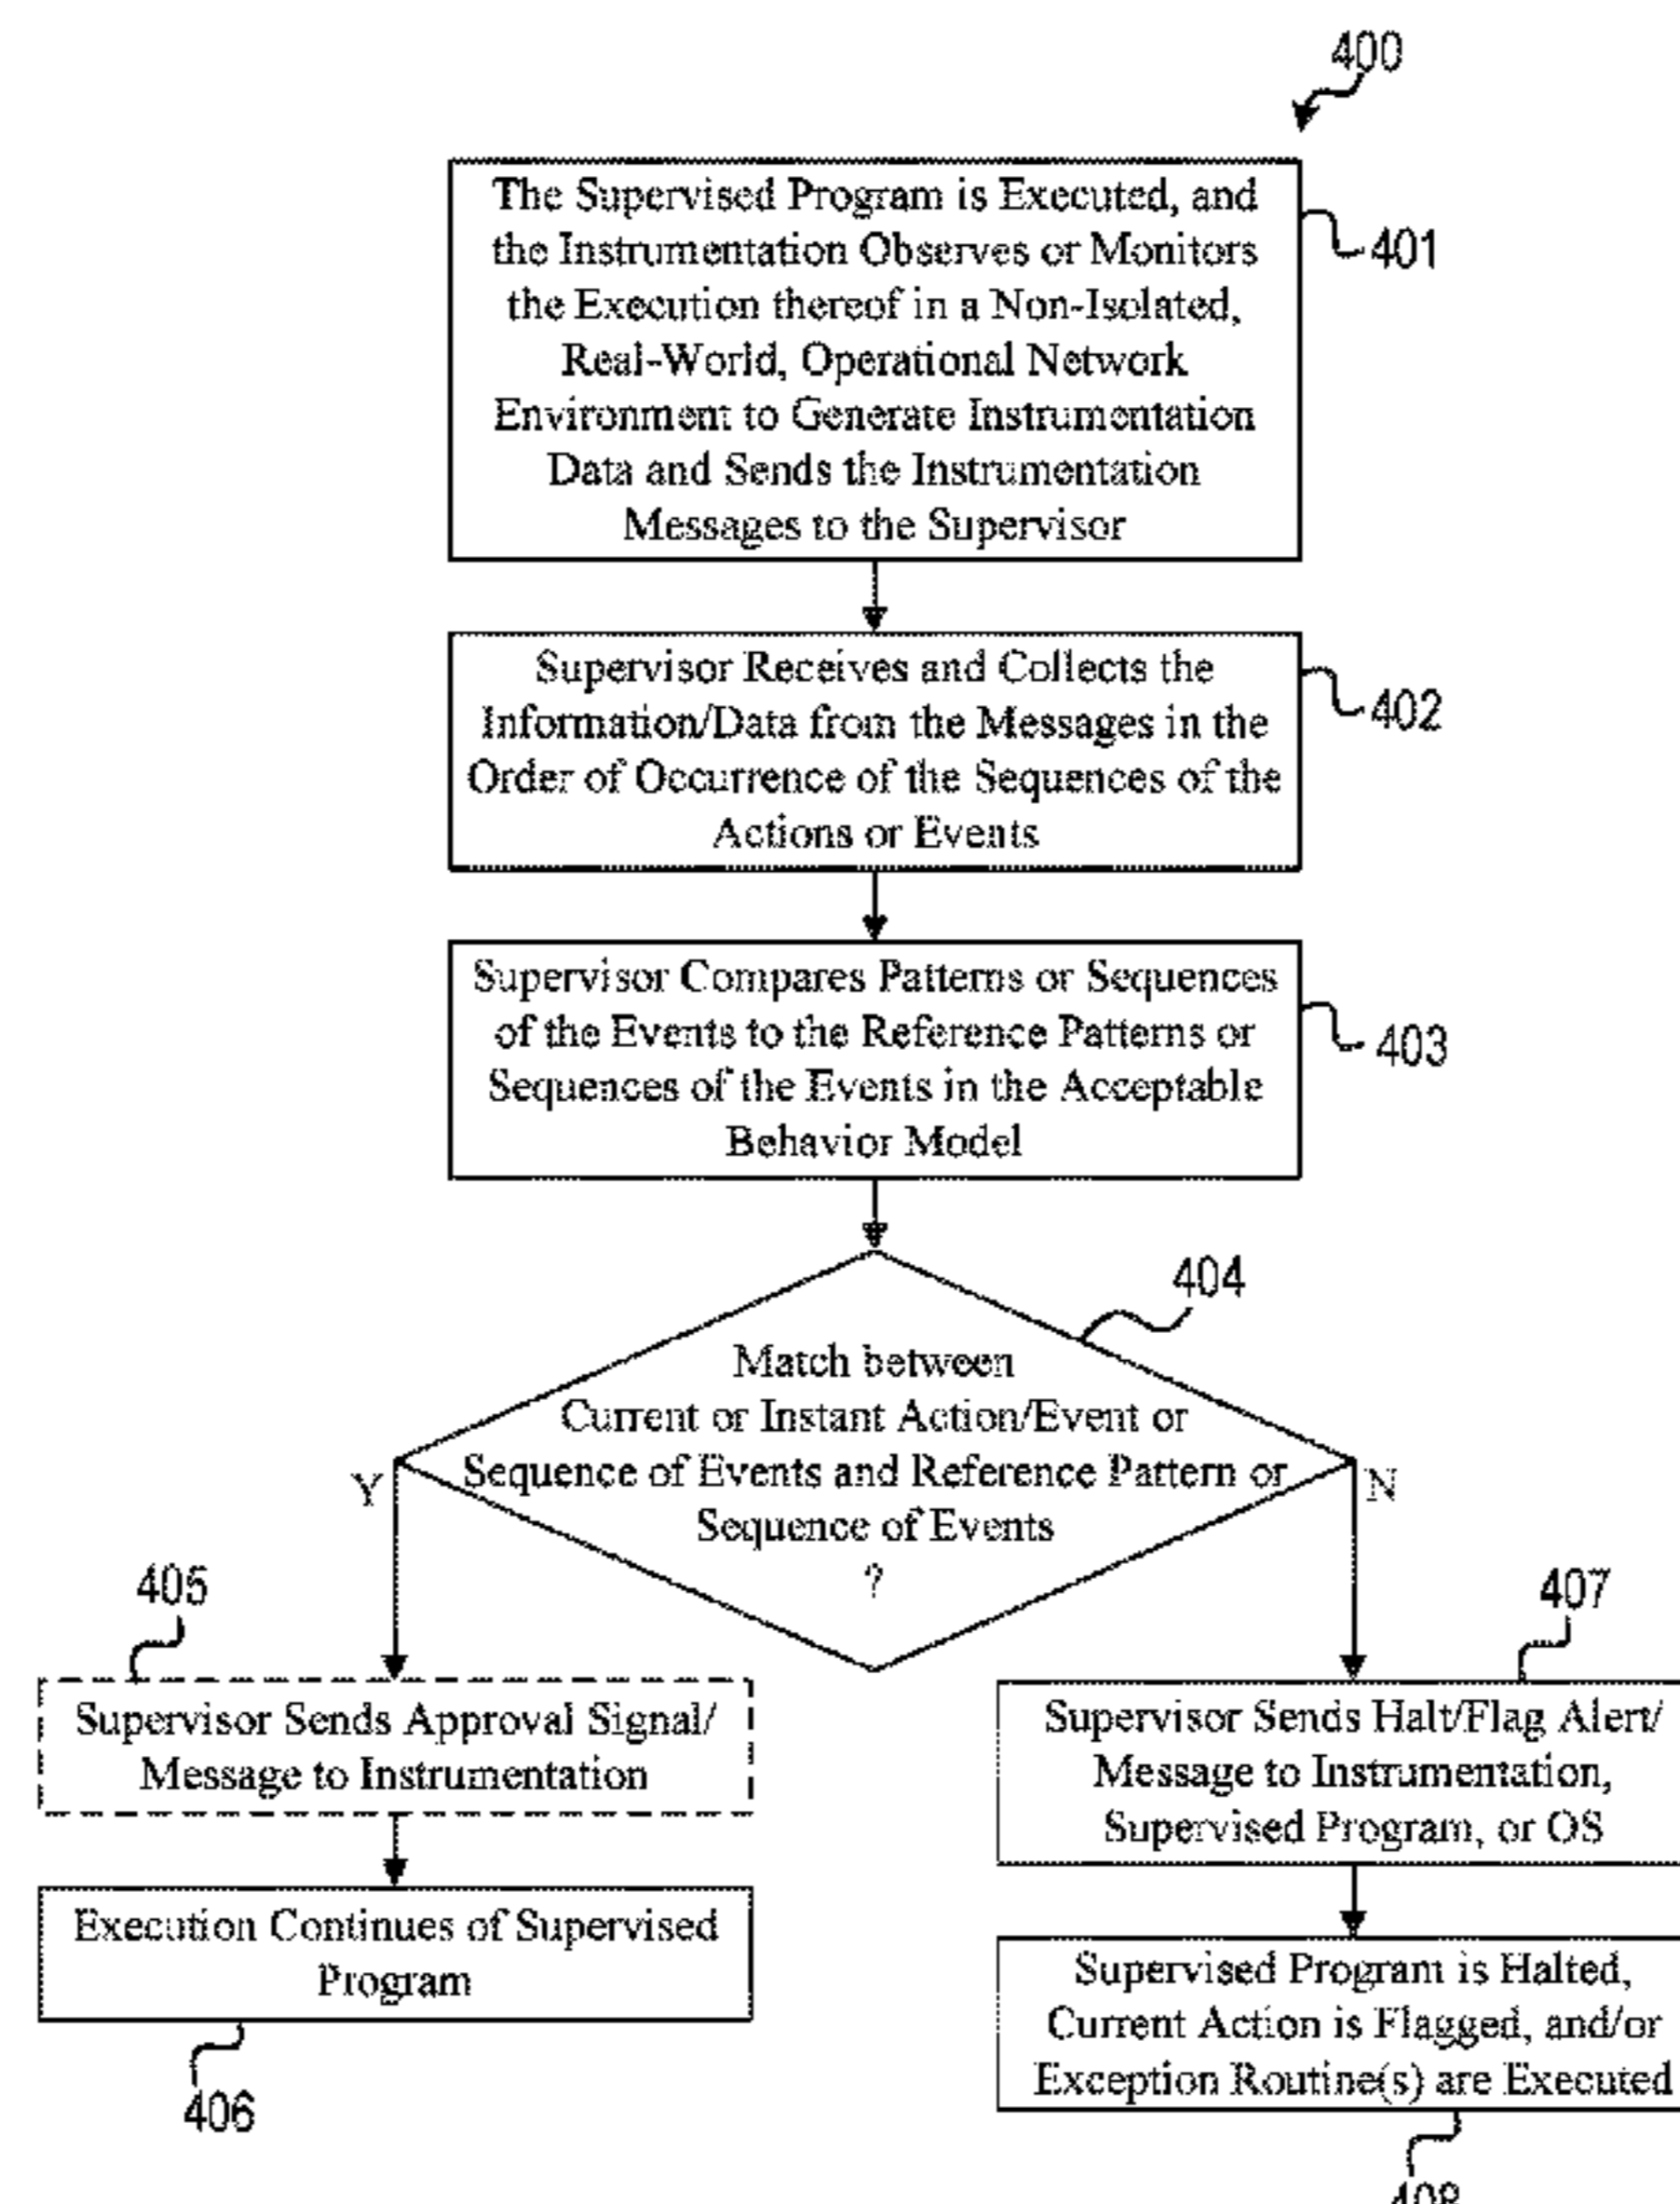 400
The Supervised Program is Executed, and
the Instrumentation Observes or Monitors
the Execution thereof in a Non-Isolated,
Real-World, Operational Network
Environment to Generate Instrumentation
Data and Sends the Instrumentation
Messages to the Supervisor
401
Supervisor Receives and Collects the
Information/Data from the Messages in the
Order of Occurrence of the Sequences of the
Actions or Events
402
Supervisor Compares Patterns or Sequences
of the Events to the Reference Patterns or
Sequences of the Events in the Acceptable
Behavior Model
403
404
Match between
Current or Instant Action/Event or
Sequence of Events and Reference Pattern or
Sequence of Events
?
Y
N
405
Supervisor Sends Approval Signal/
Message to Instrumentation
Execution Continues of Supervised
Program
406
407
Supervisor Sends Halt/Flag Alert/
Message to Instrumentation,
Supervised Program, or OS
Supervised Program is Halted,
Current Action is Flagged, and/or
Exception Routine(s) are Executed
408